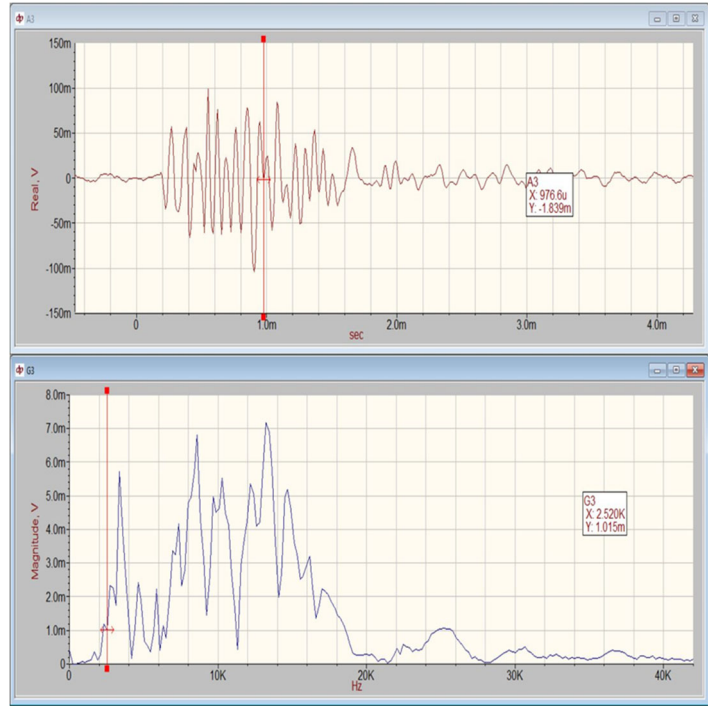 A3
150m
100m
50m
0
-50m
-100m
-150m
Real, V
0
1.0m
2.0m
3.0m
4.0m
sec
A3
X: 976.6u
Y: -1.839m
G3
8.0m
7.0m
6.0m
5.0m
4.0m
3.0m
2.0m
1.0m
0
Magnitude, V
0
10K
20K
30K
40K
Hz
G3
X: 2.520K
Y: 1.015m